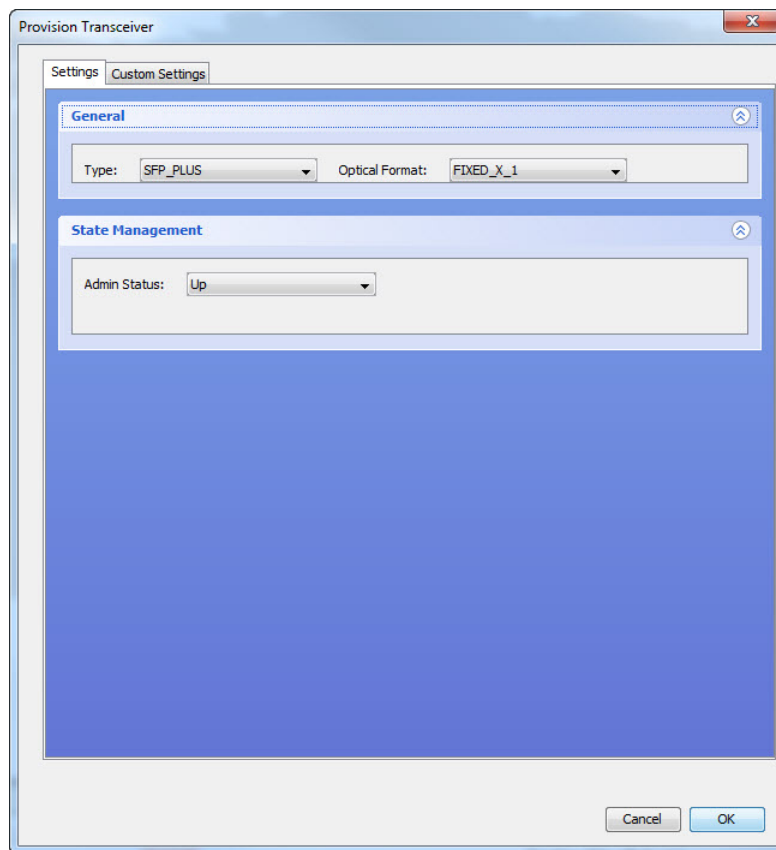 Provision Transceiver
Settings Custom Settings
General
Type: SFP_PLUS Optical Format: FIXED_X_1
State Management
Admin Status: Up
Cancel OK